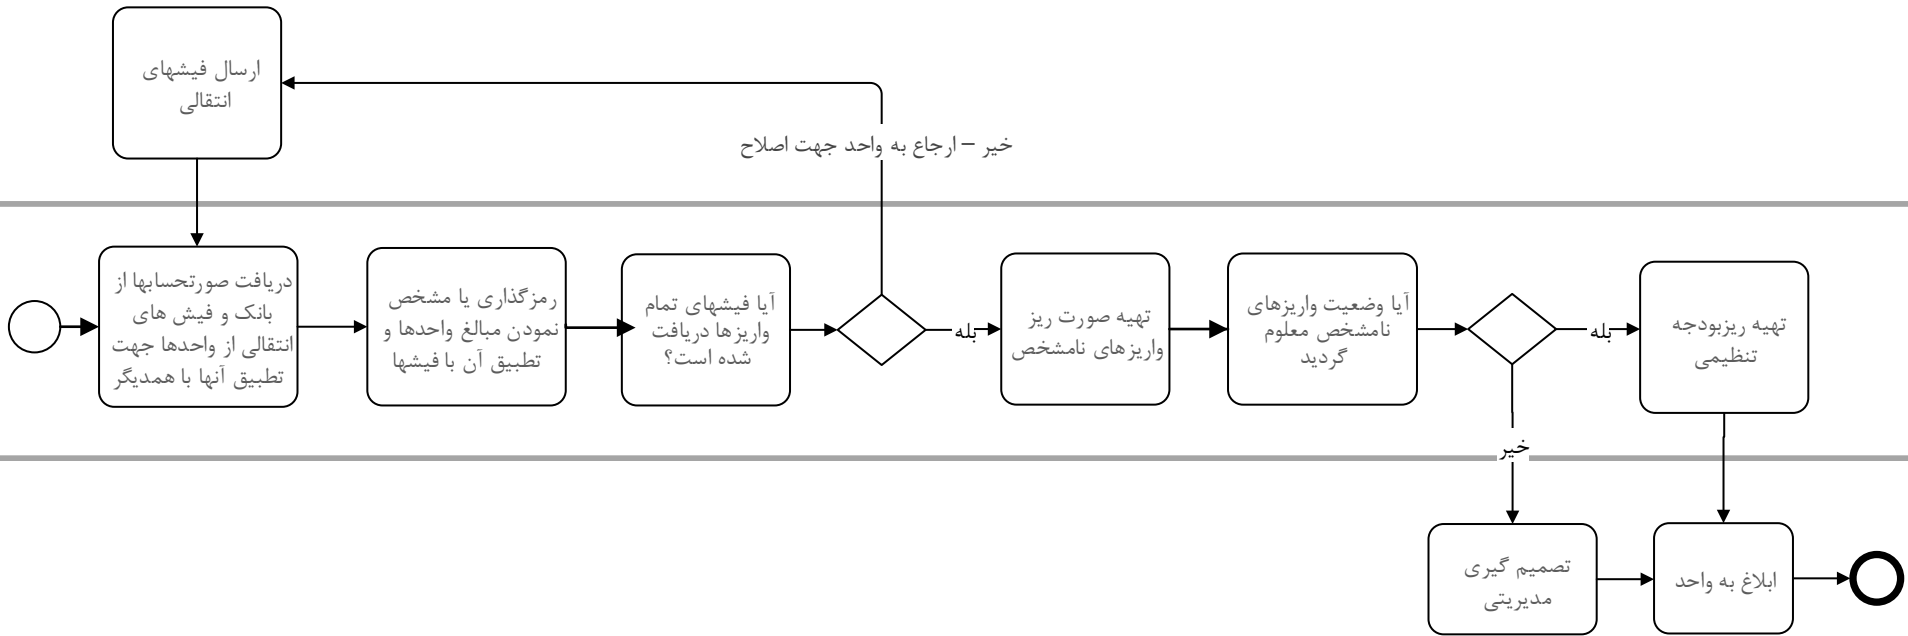 ارسال فیشهای
انتقالی
خیر – ارجاع به واحد جهت اصلاح
دریافت صورتحسابها از
بانک و فیش های
انتقالی از واحدها جهت
تطبیق آنها با همدیگر
رمزگذاری یا مشخص
نمودن مبالغ واحدها و
تطبیق آن با فیشها
آیا فیشهای تمام
واریزها دریافت
شده است؟
بله
تهیه صورت ریز
واریزهای نامشخص
آیا وضعیت واریزهای
نامشخص معلوم
گردید
بله
تهیه ریزبودجه
تنظیمی
خیر
تصمیم گیری
مدیریتی
ابلاغ به واحد